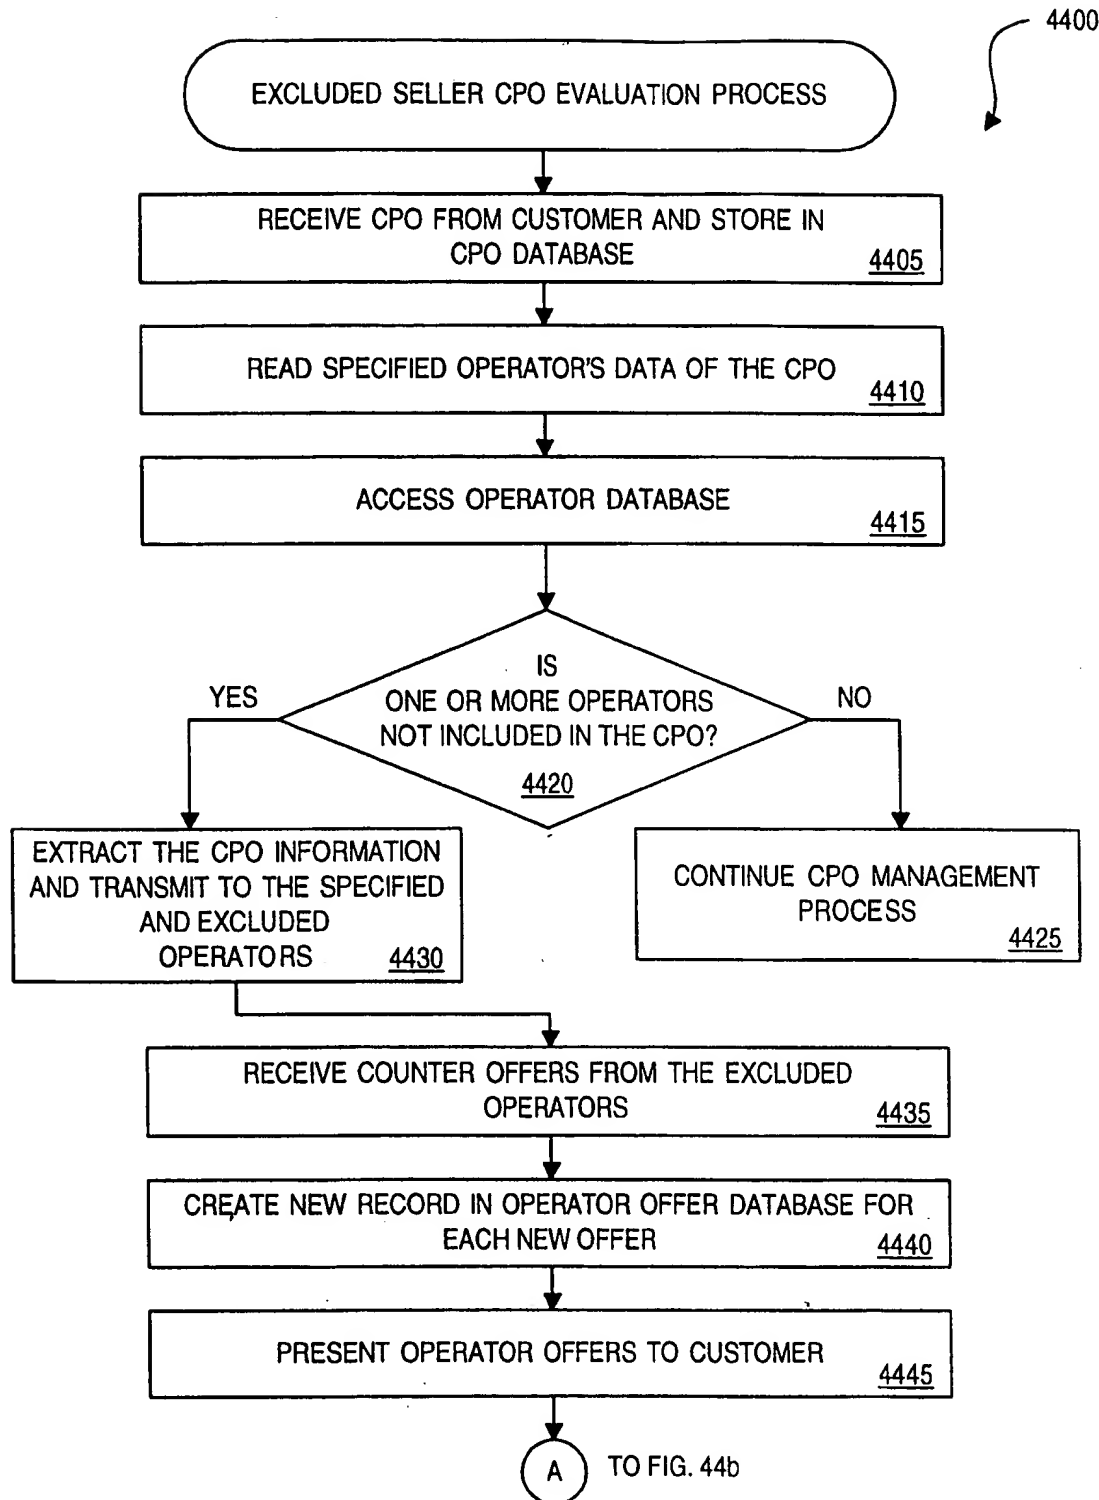 4400
EXCLUDED SELLER CPO EVALUATION PROCESS
RECEIVE CPO FROM CUSTOMER AND STORE IN
CPO DATABASE
4405
READ SPECIFIED OPERATOR'S DATA OF THE CPO
4410
ACCESS OPERATOR DATABASE
4415
IS
ONE OR MORE OPERATORS
NOT INCLUDED IN THE CPO?
4420
YES
NO
EXTRACT THE CPO INFORMATION
AND TRANSMIT TO THE SPECIFIED
AND EXCLUDED
OPERATORS
4430
CONTINUE CPO MANAGEMENT
PROCESS
4425
RECEIVE COUNTER OFFERS FROM THE EXCLUDED
OPERATORS
4435
CREATE NEW RECORD IN OPERATOR OFFER DATABASE FOR
EACH NEW OFFER
4440
PRESENT OPERATOR OFFERS TO CUSTOMER
4445
A
TO FIG. 44b